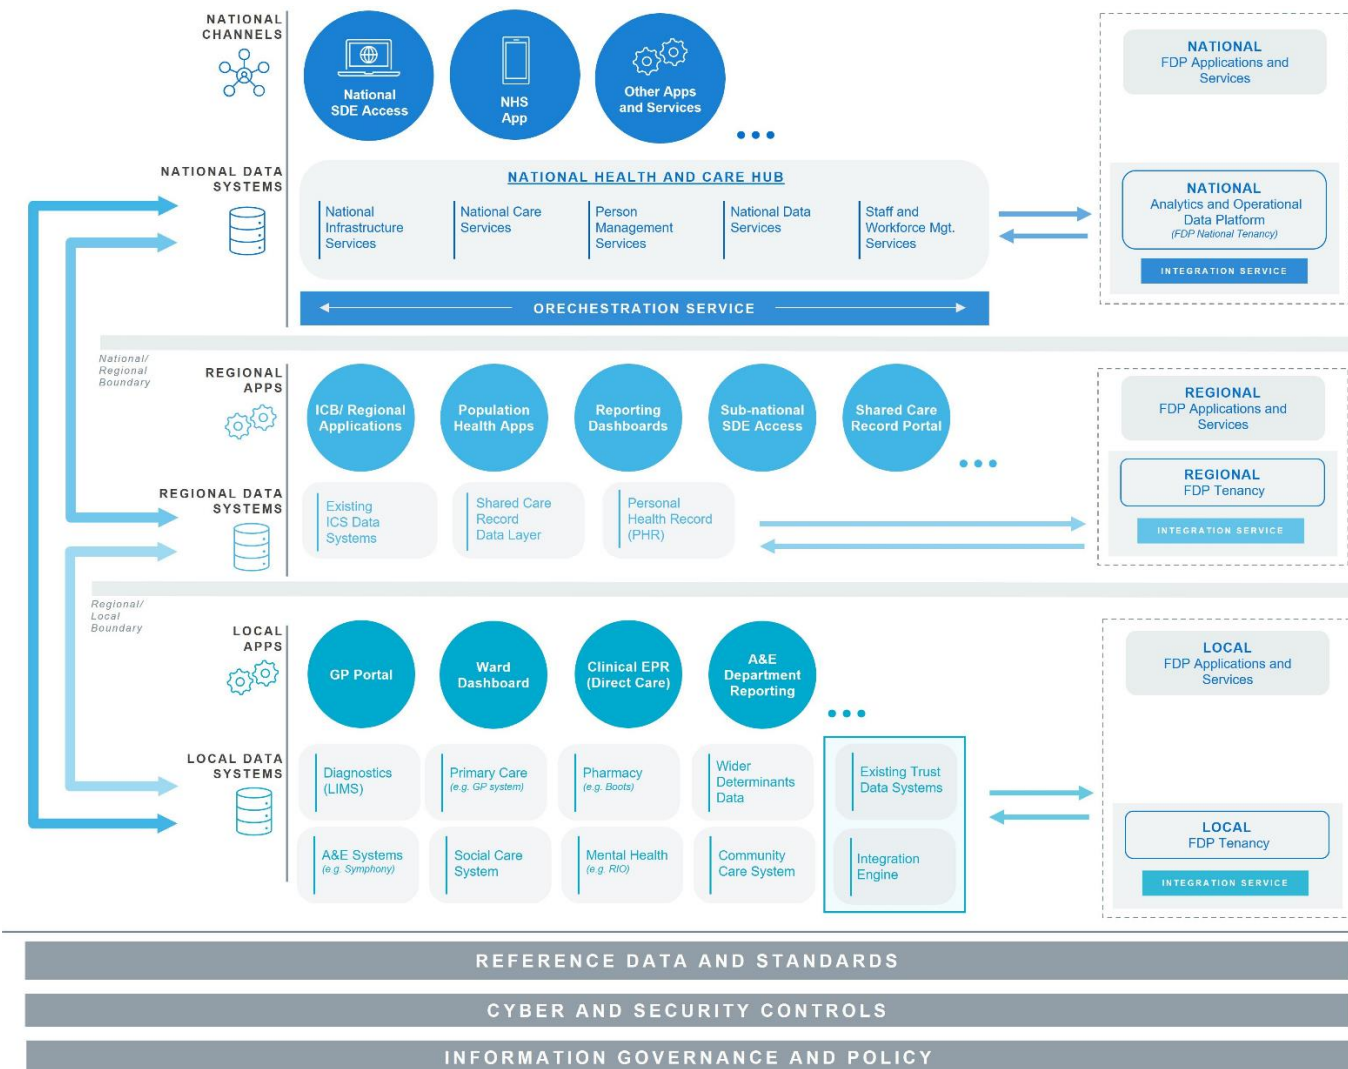 NATIONAL
CHANNELS
National
SDE Access
NHS
App
Other Apps
and Services
NATIONAL
FDP Applications and
Services
NATIONAL DATA
SYSTEMS
NATIONAL HEALTH AND CARE HUB
National
Infrastructure
Services
National Care
Services
Person
Management
Services
National Data
Services
Staff and
Workforce Mgt.
Services
ORECHESTRATION SERVICE
NATIONAL
Analytics and Operational
Data Platform
(FDP National Tenancy)
INTEGRATION SERVICE
National/
Regional
Boundary
REGIONAL
APPS
ICB/ Regional
Applications
Population
Health Apps
Reporting
Dashboards
Sub-national
SDE Access
Shared Care
Record Portal
REGIONAL
FDP Applications and
Services
REGIONAL DATA
SYSTEMS
Existing
ICS Data
Systems
Shared Care
Record
Data Layer
Personal
Health Record
(PHR)
REGIONAL
FDP Tenancy
INTEGRATION SERVICE
Regional/
Local
Boundary
LOCAL
APPS
GP Portal
Ward
Dashboard
Clinical EPR
(Direct Care)
A&E
Department
Reporting
LOCAL
FDP Applications and
Services
LOCAL DATA
SYSTEMS
Diagnostics
(LIMS)
Primary Care
(e.g. GP system)
Pharmacy
(e.g. Boots)
Wider
Determinants
Data
Existing Trust
Data Systems
A&E Systems
(e.g. Symphony)
Social Care
System
Mental Health
(e.g. RIO)
Community
Care System
Integration
Engine
LOCAL
FDP Tenancy
INTEGRATION SERVICE
REFERENCE DATA AND STANDARDS
CYBER AND SECURITY CONTROLS
INFORMATION GOVERNANCE AND POLICY